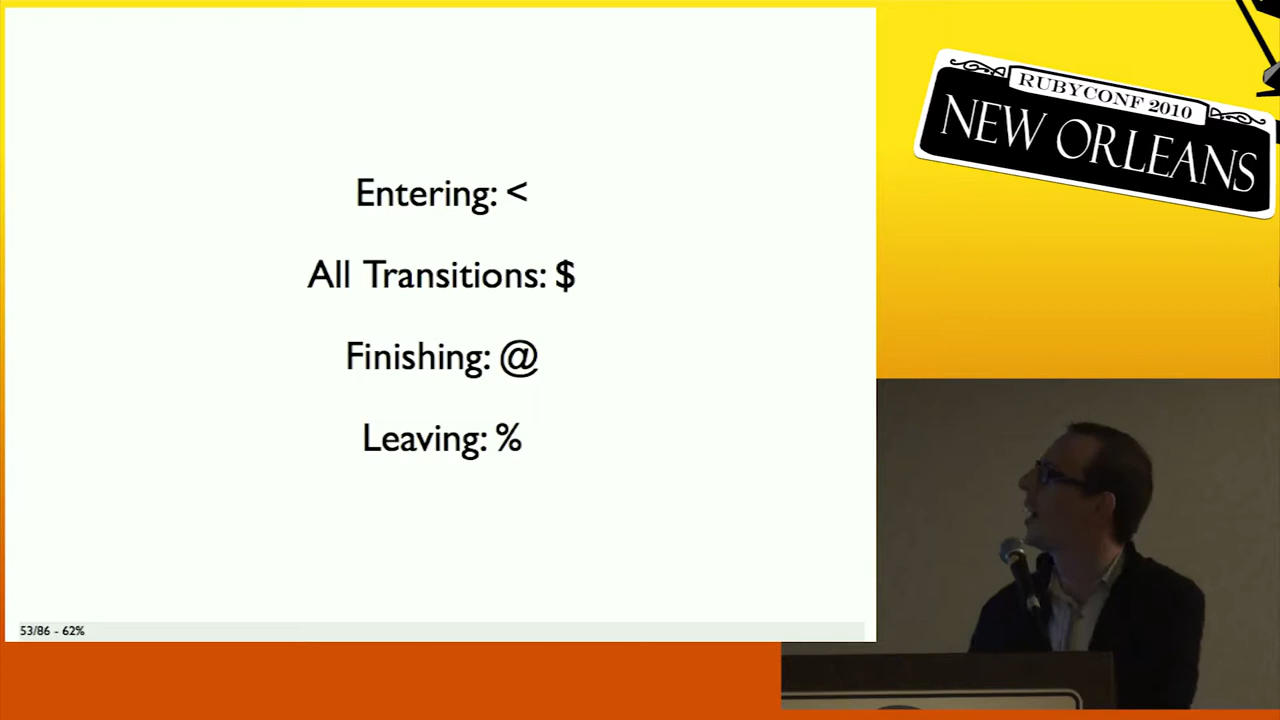 Entering: <
All Transitions: $
Finishing: @
Leaving: %
53/86 - 62%
RUBYCONF 2010
NEW ORLEANS